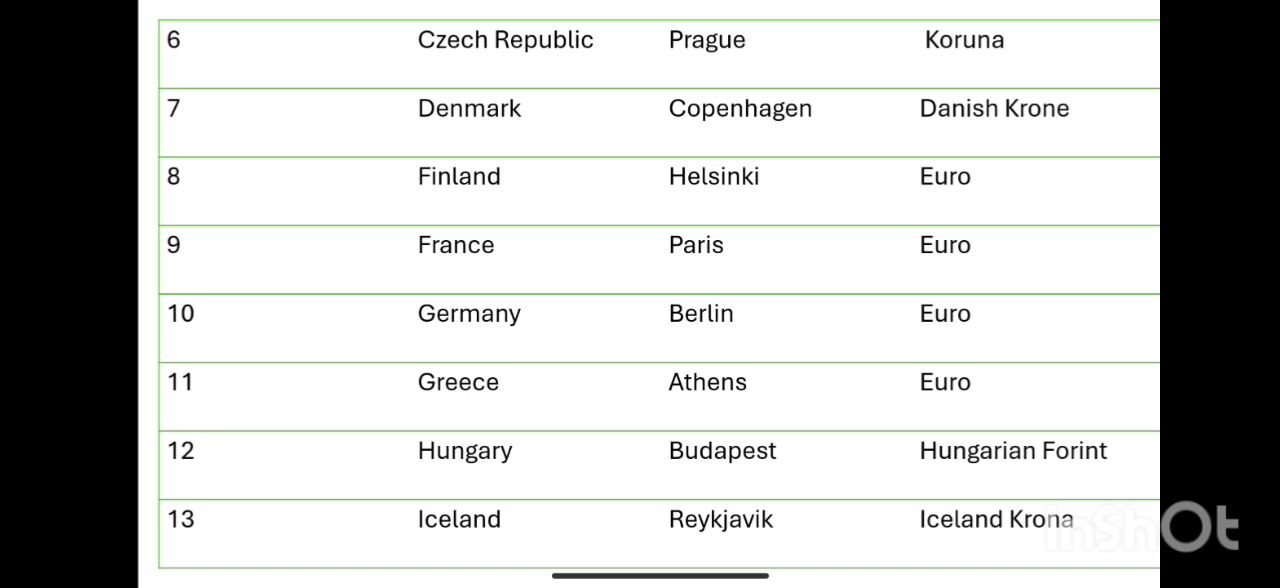 6 Czech Republic Prague Koruna
7 Denmark Copenhagen Danish Krone
8 Finland Helsinki Euro
9 France Paris Euro
10 Germany Berlin Euro
11 Greece Athens Euro
12 Hungary Budapest Hungarian Forint
13 Iceland Reykjavik Iceland Krona
InShOt